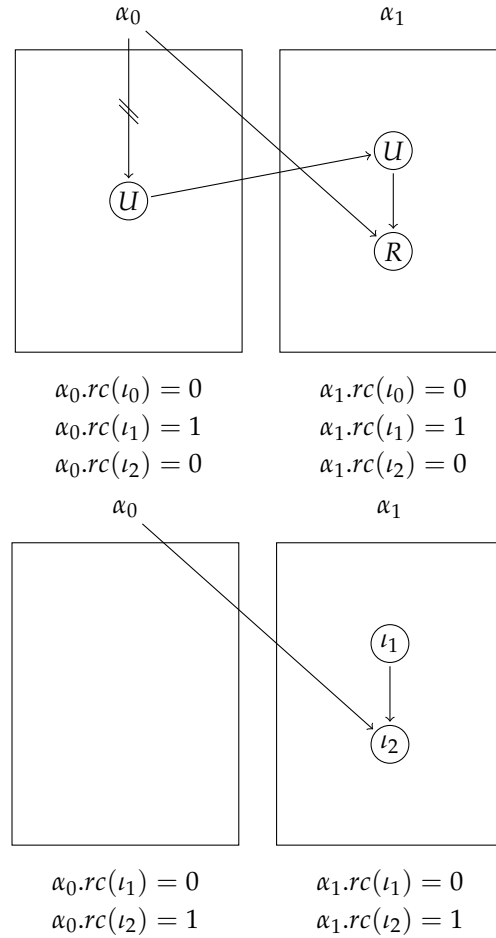 α₀ α₁
U
U
R
α₀.rc(ι₀) = 0 α₁.rc(ι₀) = 0
α₀.rc(ι₁) = 1 α₁.rc(ι₁) = 1
α₀.rc(ι₂) = 0 α₁.rc(ι₂) = 0
α₀ α₁
ι₁
ι₂
α₀.rc(ι₁) = 0 α₁.rc(ι₁) = 0
α₀.rc(ι₂) = 1 α₁.rc(ι₂) = 1